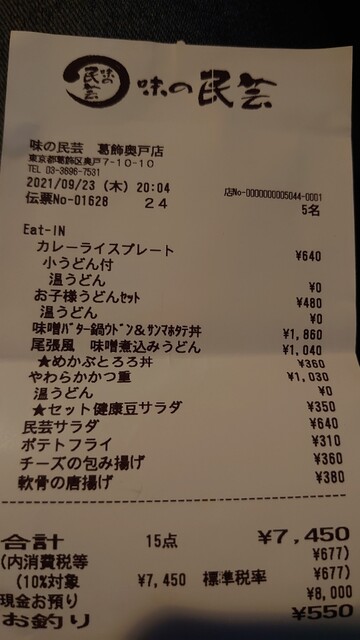 味の民芸
味の民芸
味の民芸 葛飾奥戸店
東京都葛飾区奥戸7-10-10
TEL 03-3696-7531
2021/09/23 (木) 20:04 店No-0000000005044-0001
伝票No-01628 24 5名
Eat-IN
カレーライスプレート ¥640
小うどん付
温うどん ¥0
お子様うどんセット ¥480
温うどん ¥0
味噌バター鍋ウドン&サンマホタテ丼 ¥1,860
尾張風 味噌煮込みうどん ¥1,040
★めかぶとろろ丼 ¥360
やわらかかつ重 ¥1,030
温うどん ¥0
★セット健康豆サラダ ¥350
民芸サラダ ¥640
ポテトフライ ¥310
チーズの包み揚げ ¥360
軟骨の唐揚げ ¥380
合計 15点 ¥7,450
(内消費税等 ¥677)
(10%対象 ¥7,450 標準税率 ¥677)
現金お預り ¥8,000
お釣り ¥550